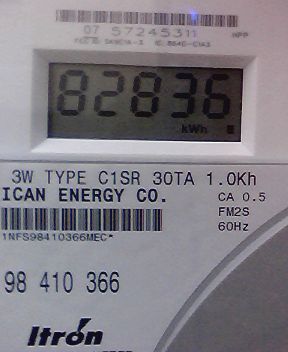 07 57245311 NPP
82836
kWh
3W TYPE C1SR 30TA 1.0Kh
ICAN ENERGY CO. CA 0.5
FM2S
60Hz
1NFS98410366MEC*
98 410 366
Itron